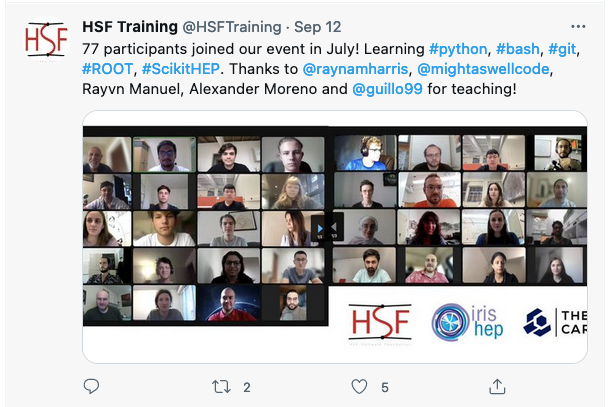 HSF Training @HSFTraining · Sep 12
77 participants joined our event in July! Learning #python, #bash, #git,
#ROOT, #ScikitHEP. Thanks to @raynamharris, @mightaswellcode,
Rayvn Manuel, Alexander Moreno and @guillo99 for teaching!
HSF
HSF
iris
hep
THE
CAR
2
5